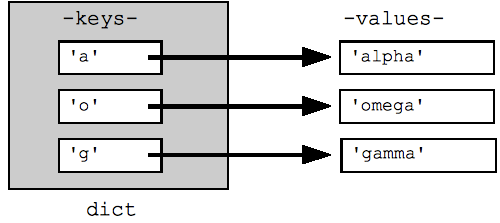 -keys- -values-
'a' 'alpha'
'o' 'omega'
'g' 'gamma'
dict